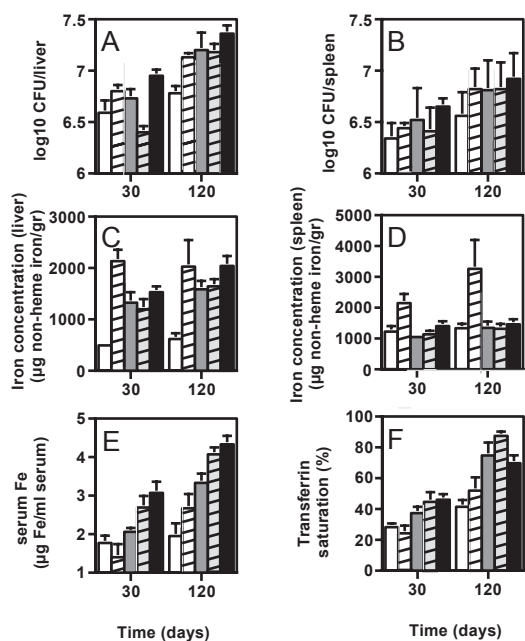 A
log10 CFU/liver
7.5
7
6.5
6
30
120
B
log10 CFU/spleen
7.5
7
6.5
6
30
120
C
Iron concentration (liver)
(µg non-heme iron/gr)
3000
2000
1000
0
30
120
D
Iron concentration (spleen)
(µg non-heme iron/gr)
5000
4000
3000
2000
1000
0
30
120
E
serum Fe
(µg Fe/ml serum)
5
4
3
2
1
30
120
Time (days)
F
Transferrin
saturation (%)
100
80
60
40
20
0
30
120
Time (days)